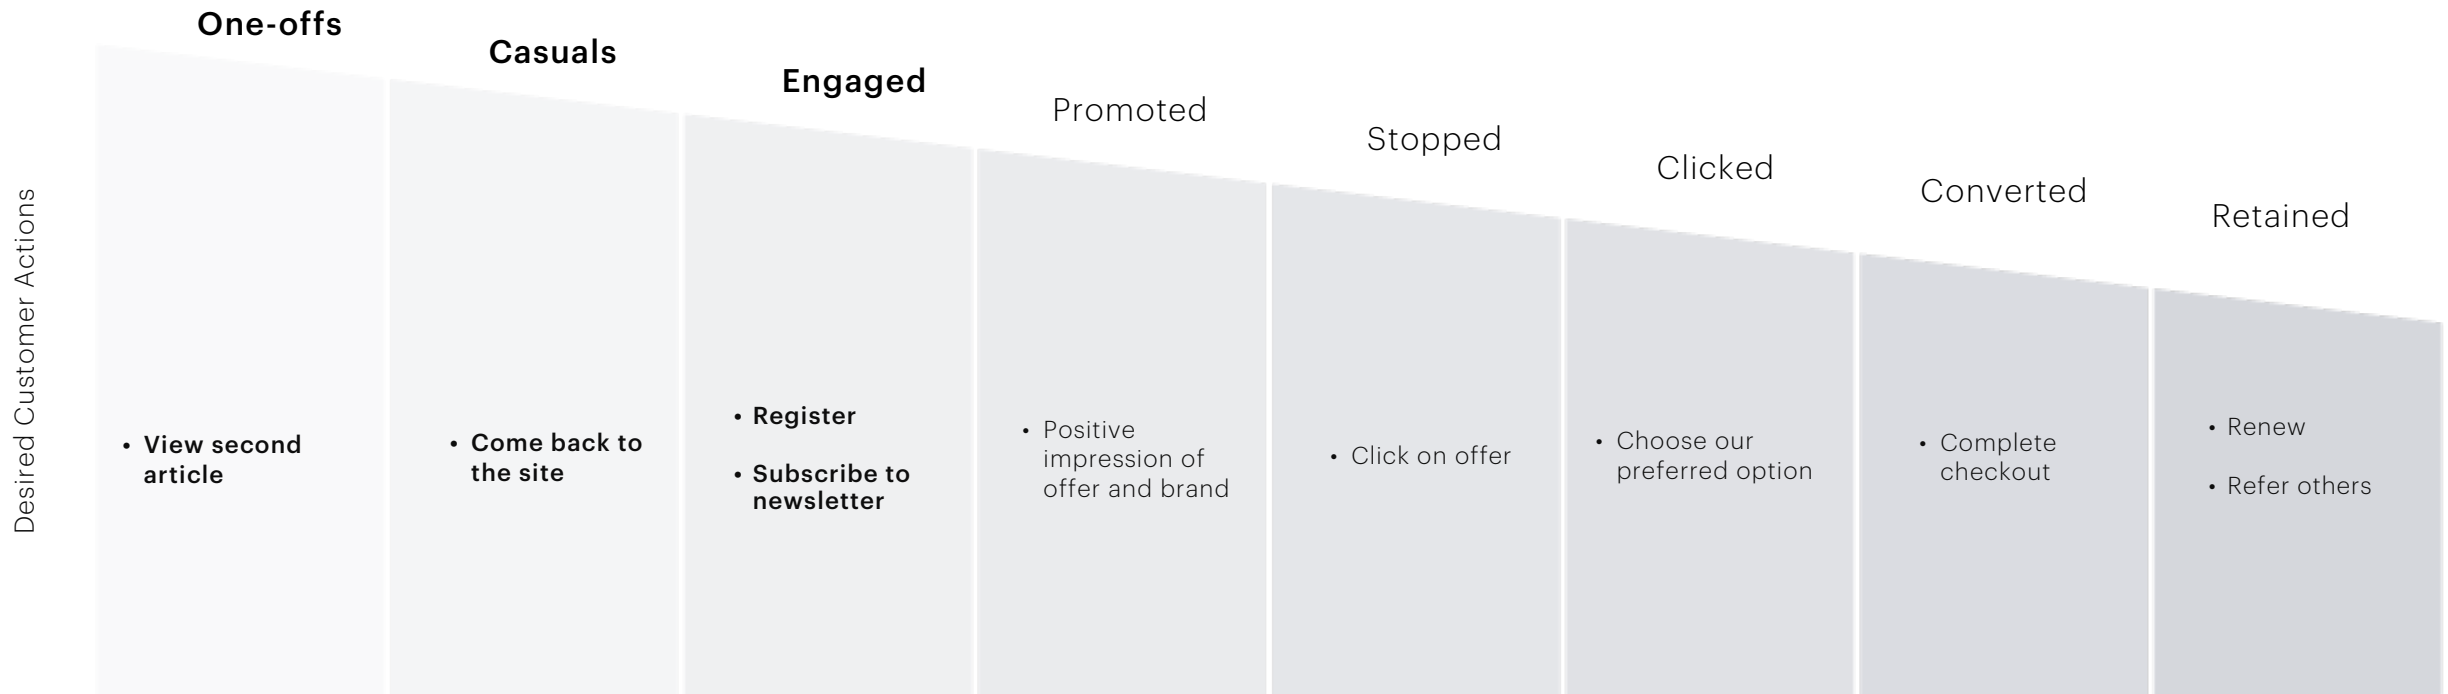 One-offs
Casuals
Engaged
Promoted
Stopped
Clicked
Converted
Retained
Desired Customer Actions
• View second
article
• Come back to
the site
• Register
• Subscribe to
newsletter
• Positive
impression of
offer and brand
• Click on offer
• Choose our
preferred option
• Complete
checkout
• Renew
• Refer others